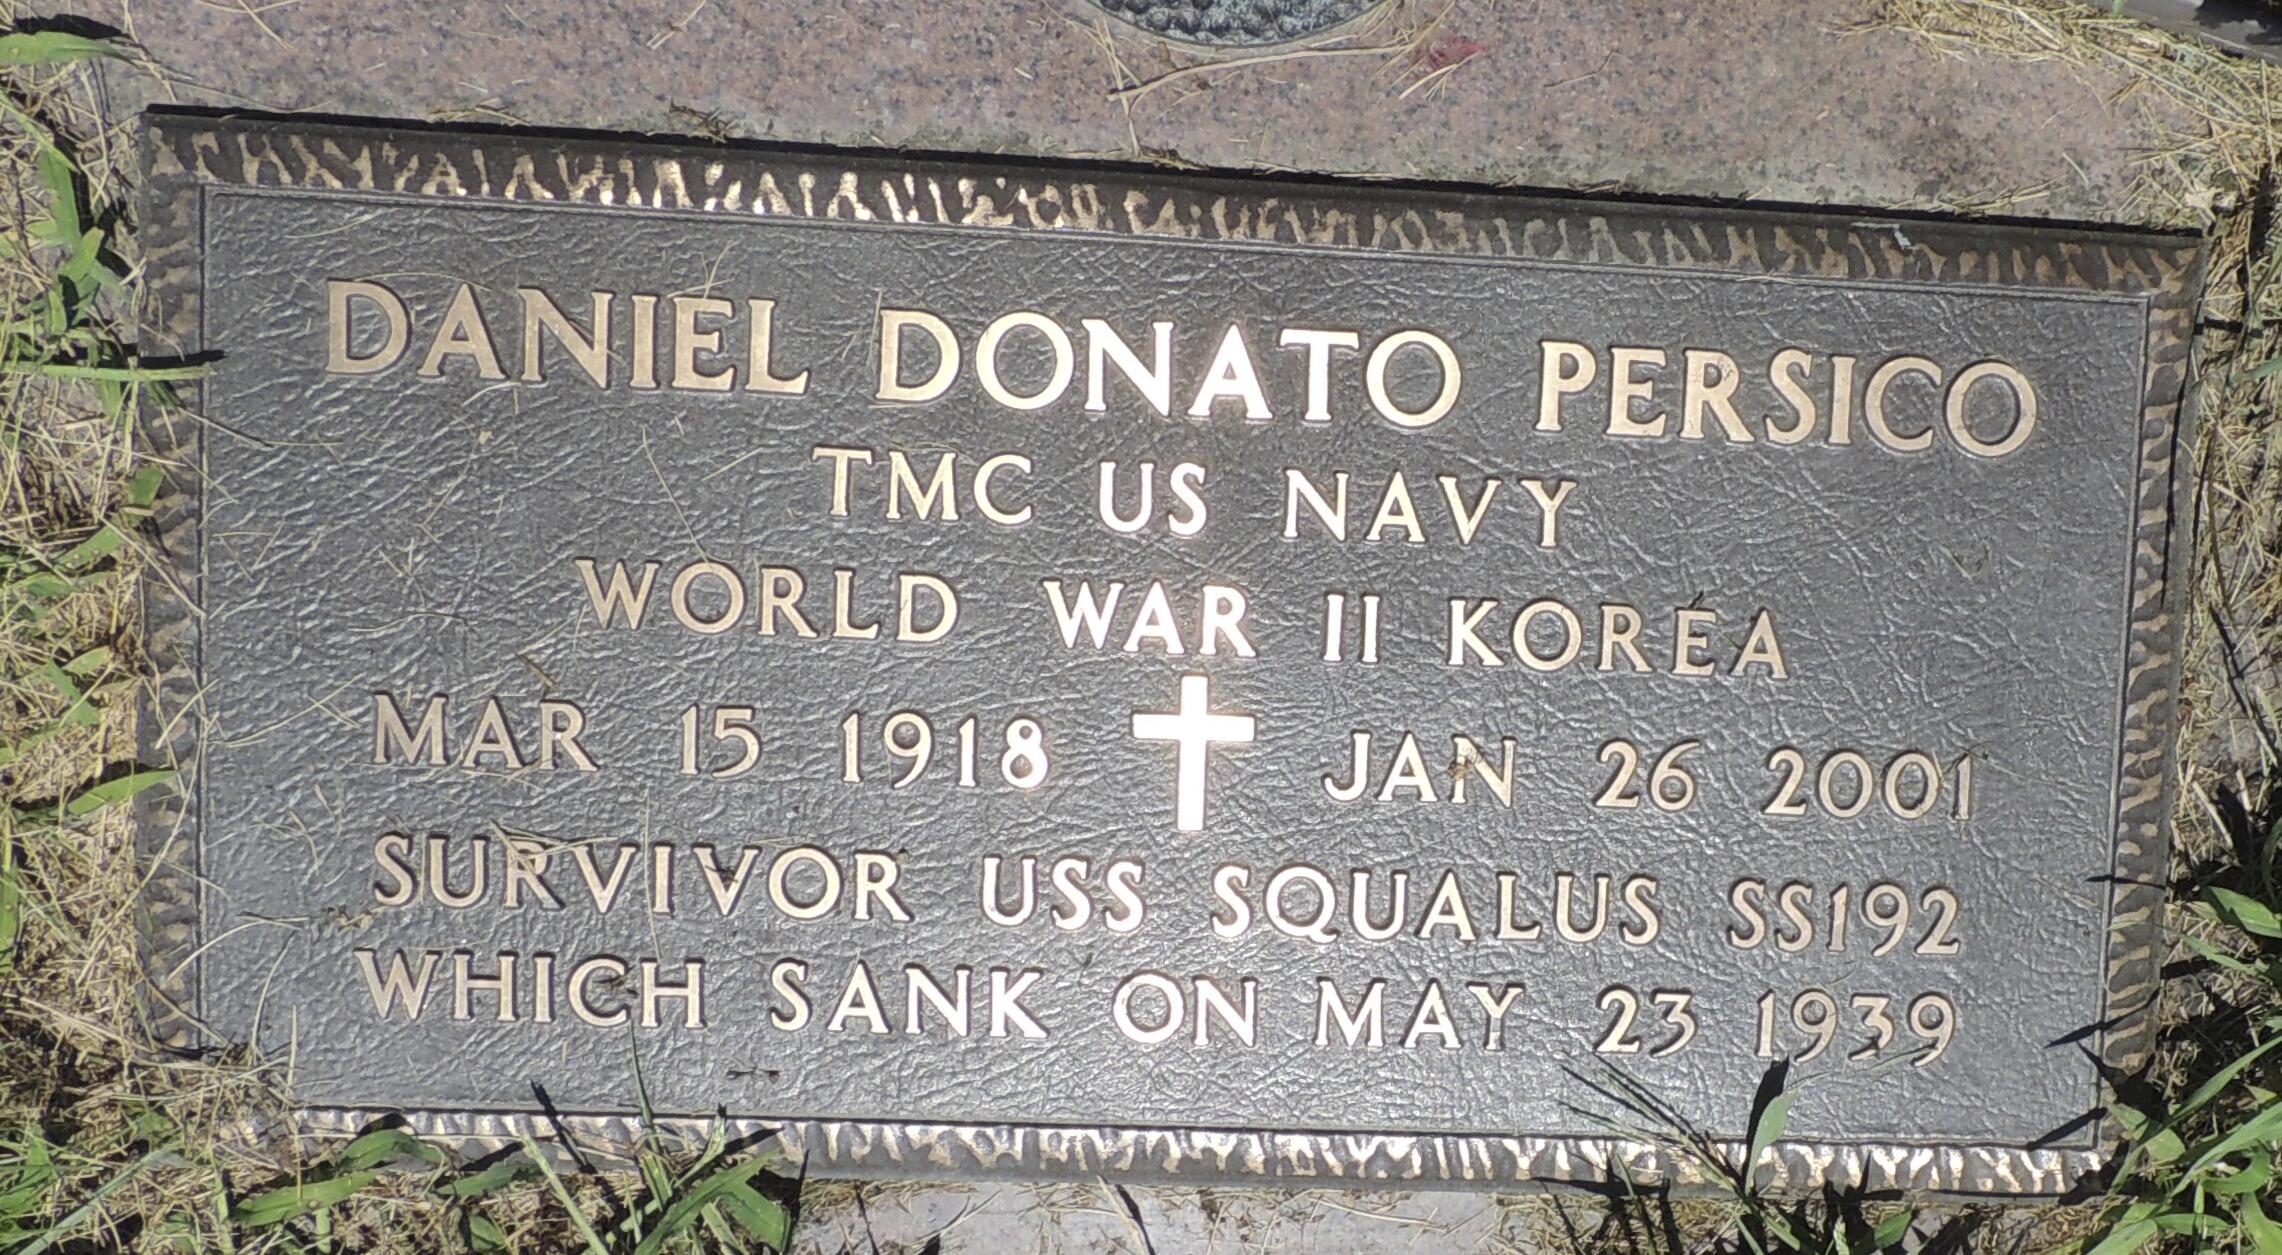 DANIEL DONATO PERSICO
TMC US NAVY
WORLD WAR II KOREA
MAR 15 1918 ✝ JAN 26 2001
SURVIVOR USS SQUALUS SS192
WHICH SANK ON MAY 23 1939